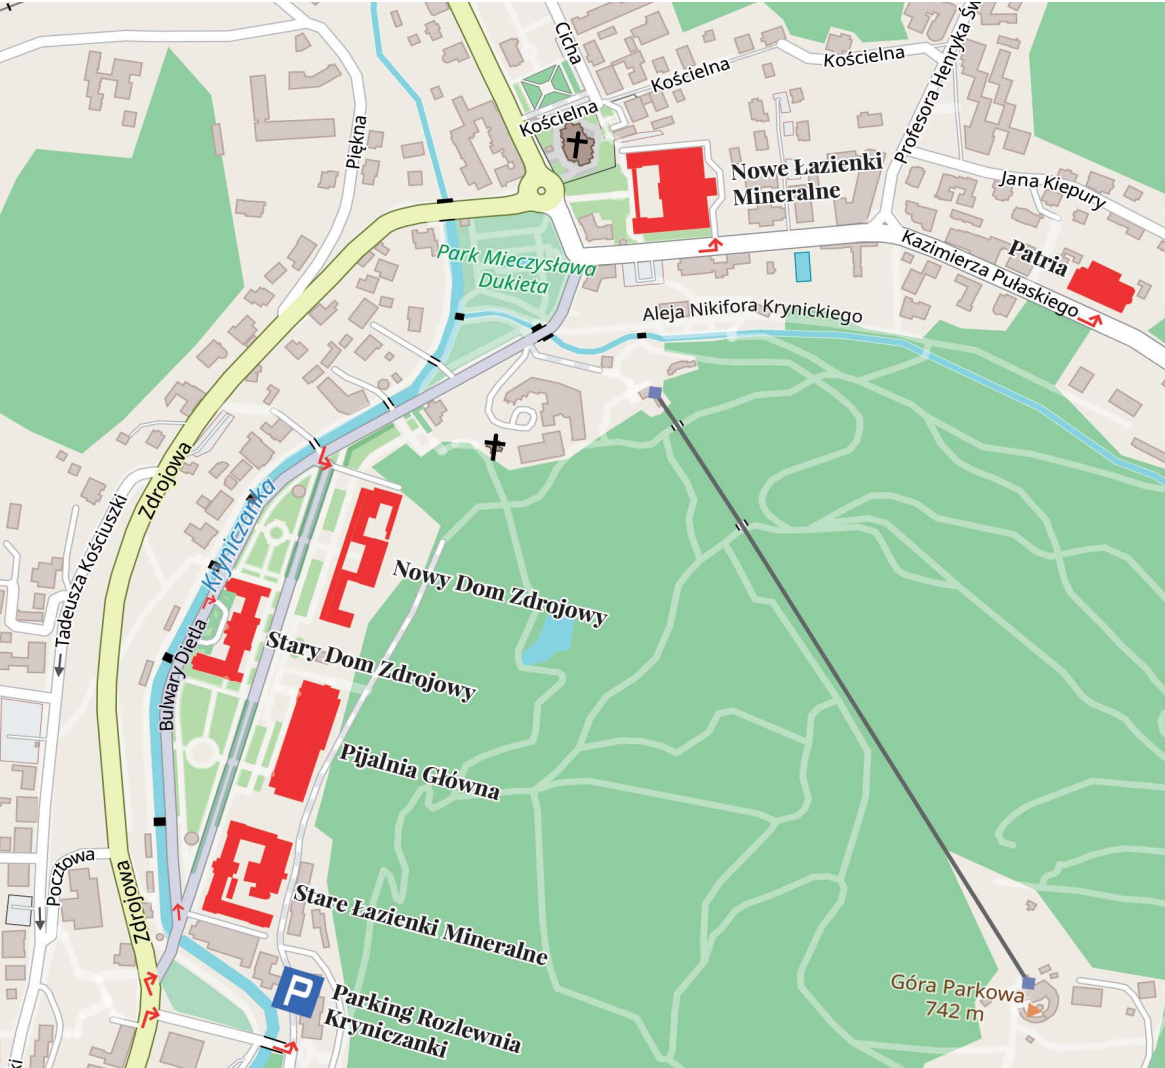 Cicha
Kościelna
Kościelna
Kościelna
Profesora Henryka Św
Piękna
Nowe Łazienki
Mineralne
Jana Kiepury
Park Mieczysława
Dukieta
Patria
Kazimierza Pułaskiego
Aleja Nikifora Krynickiego
Zdrojowa
Kryniczanka
Tadeusza Kościuszki
Nowy Dom Zdrojowy
Bulwary Dietla
Stary Dom Zdrojowy
Pijalnia Główna
Pocztowa
Zdrojowa
Stare Łazienki Mineralne
P
Parking Rozlewnia
Kryniczanki
Góra Parkowa
742 m
ki